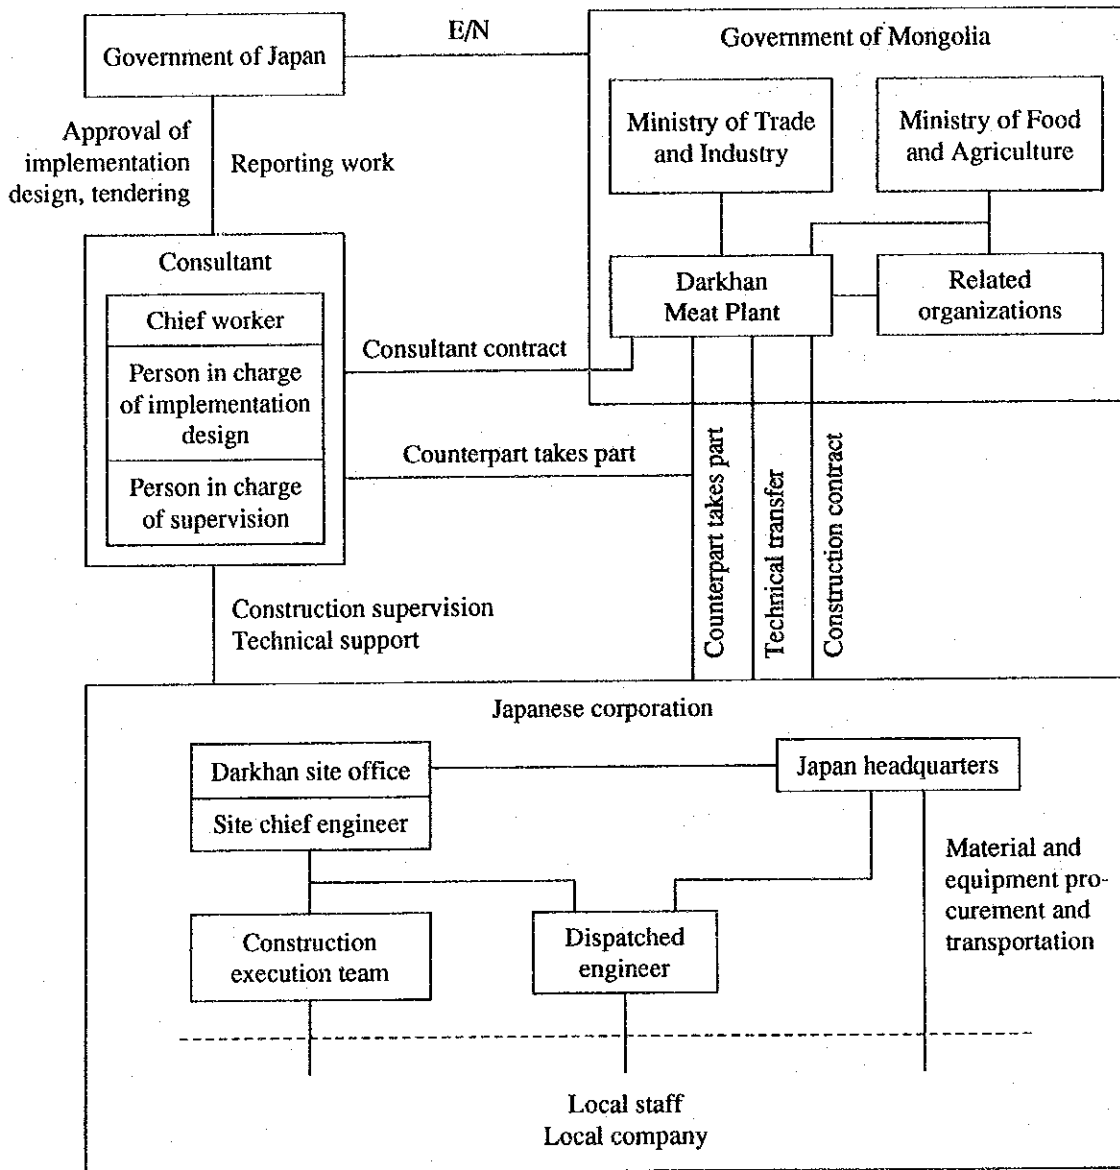 E/N
Government of Japan
Government of Mongolia
Ministry of Trade
and Industry
Ministry of Food
and Agriculture
Approval of
implementation
design, tendering
Reporting work
Consultant
Chief worker
Person in charge
of implementation
design
Person in charge
of supervision
Darkhan
Meat Plant
Related
organizations
Consultant contract
Counterpart takes part
Counterpart takes part
Technical transfer
Construction contract
Construction supervision
Technical support
Japanese corporation
Darkhan site office
Site chief engineer
Japan headquarters
Construction
execution team
Dispatched
engineer
Material and
equipment pro-
curement and
transportation
Local staff
Local company